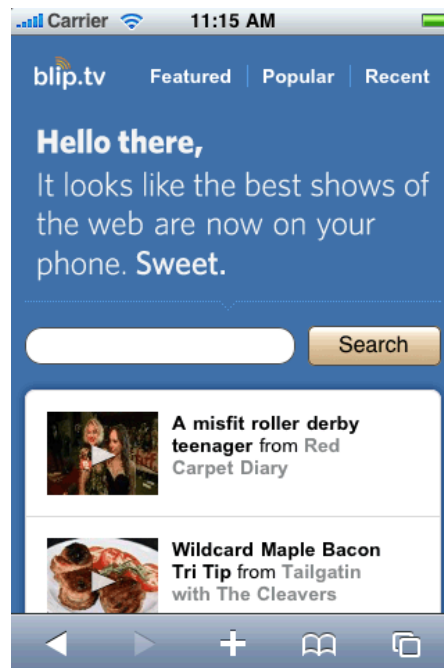 Carrier 11:15 AM
blip.tv Featured Popular Recent
Hello there,
It looks like the best shows of
the web are now on your
phone. Sweet.
Search
A misfit roller derby
teenager from Red
Carpet Diary
Wildcard Maple Bacon
Tri Tip from Tailgatin
with The Cleavers